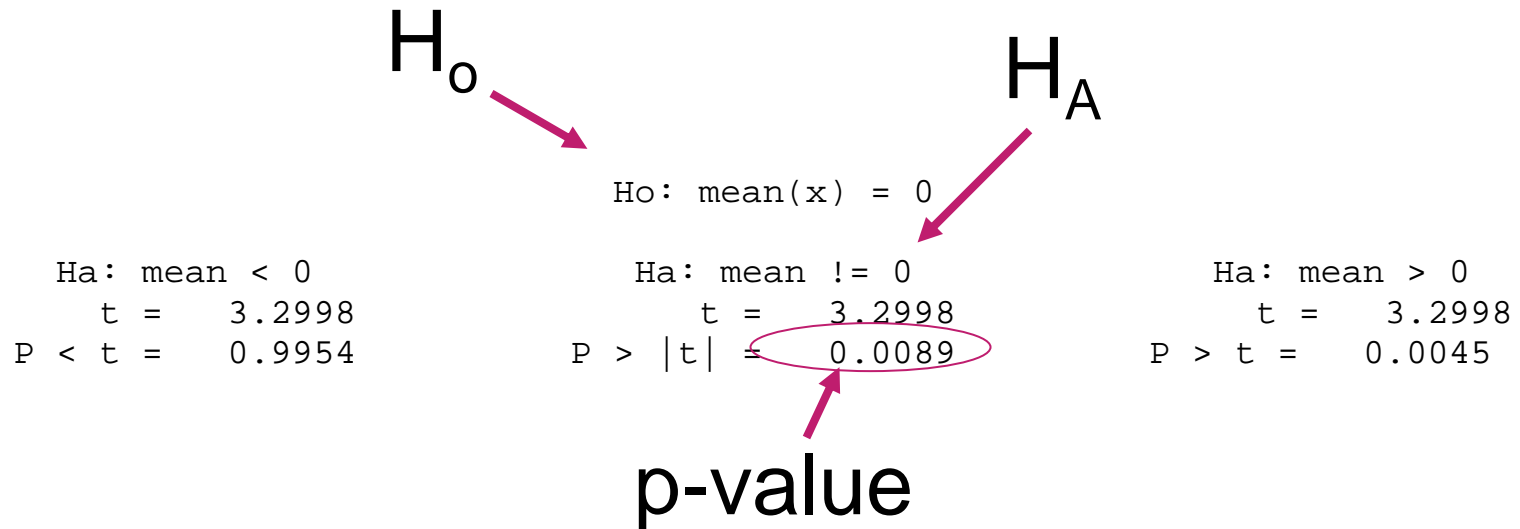 Ho HA
Ho: mean(x) = 0
Ha: mean < 0 Ha: mean != 0 Ha: mean > 0
t = 3.2998 t = 3.2998 t = 3.2998
P < t = 0.9954 P > |t| = 0.0089 P > t = 0.0045
p-value